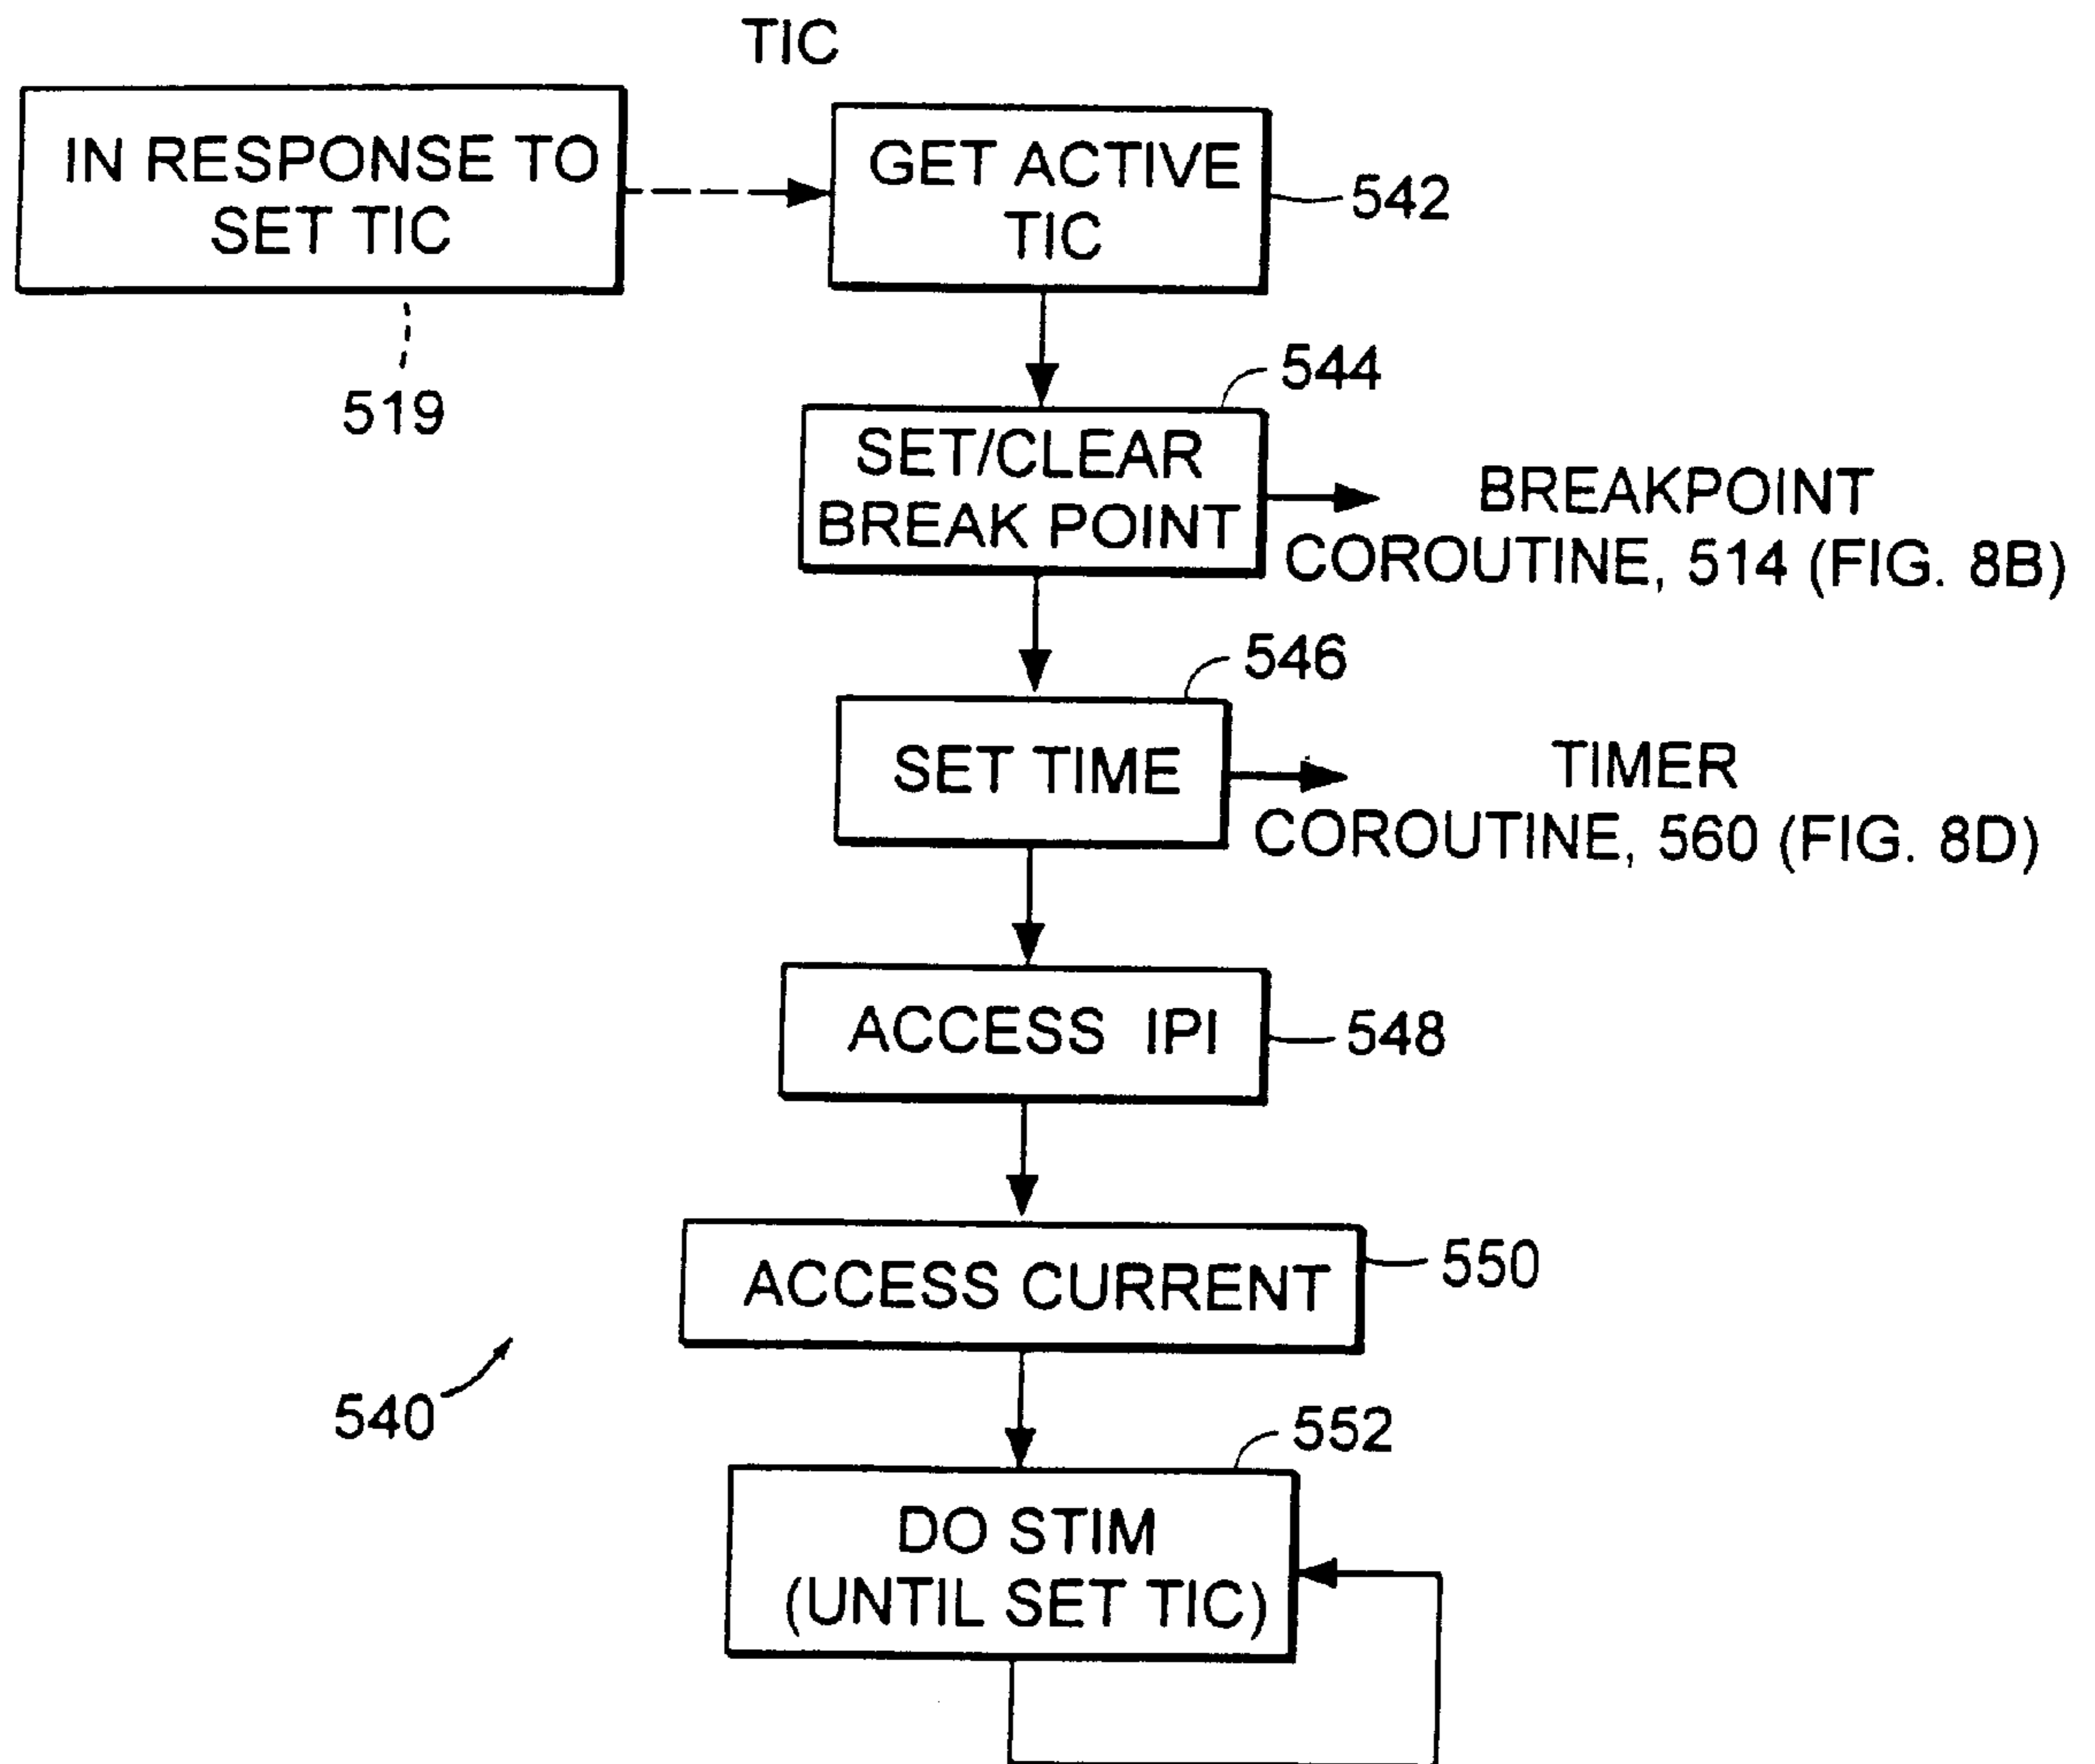 TIC
IN RESPONSE TO
SET TIC
519
GET ACTIVE
TIC
542
544
SET/CLEAR
BREAK POINT
BREAKPOINT
COROUTINE, 514 (FIG. 8B)
546
SET TIME
TIMER
COROUTINE, 560 (FIG. 8D)
ACCESS IPI
548
ACCESS CURRENT
550
540
552
DO STIM
(UNTIL SET TIC)